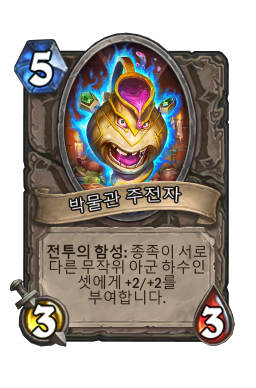 5
박물관 주전자
전투의 함성: 종족이 서로
다른 무작위 아군 하수인
셋에게 +2/+2를
부여합니다.
3
3